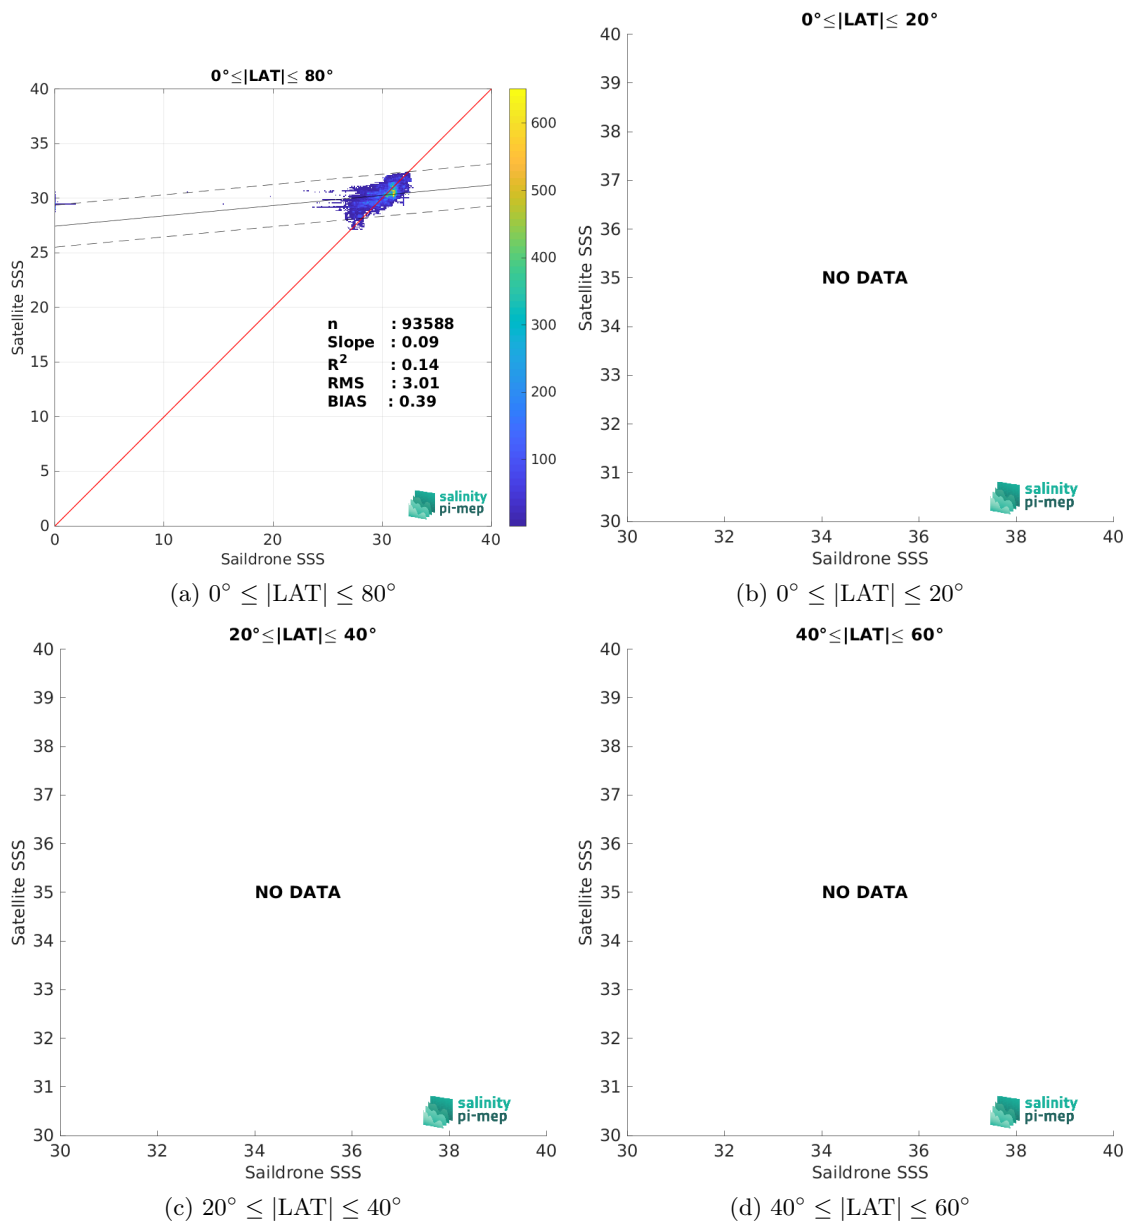 0°≤|LAT|≤ 80°
40
35
30
25
20
15
10
5
0
Satellite SSS
0
10
20
30
40
Saildrone SSS
600
500
400
300
200
100
n : 93588
Slope : 0.09
R² : 0.14
RMS : 3.01
BIAS : 0.39
salinity
pi-mep
(a) 0° ≤ |LAT| ≤ 80°
0°≤|LAT|≤ 20°
40
39
38
37
36
35
34
33
32
31
30
Satellite SSS
NO DATA
salinity
pi-mep
30
32
34
36
38
40
Saildrone SSS
(b) 0° ≤ |LAT| ≤ 20°
20°≤|LAT|≤ 40°
40
39
38
37
36
35
34
33
32
31
30
Satellite SSS
NO DATA
salinity
pi-mep
30
32
34
36
38
40
Saildrone SSS
(c) 20° ≤ |LAT| ≤ 40°
40°≤|LAT|≤ 60°
40
39
38
37
36
35
34
33
32
31
30
Satellite SSS
NO DATA
salinity
pi-mep
30
32
34
36
38
40
Saildrone SSS
(d) 40° ≤ |LAT| ≤ 60°